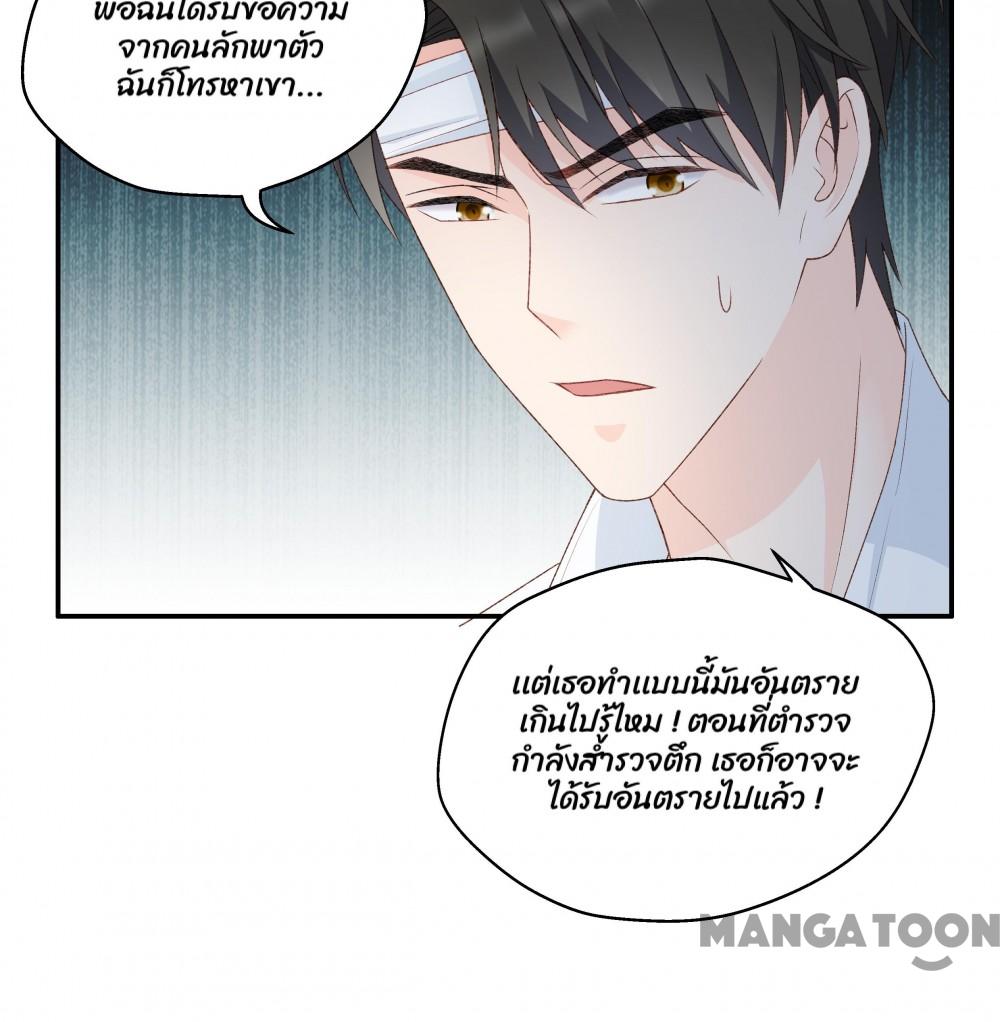 พอฉันได้รับข้อความ
จากคนลักพาตัว
ฉันก็โทรหาเขา...
แต่เธอทำแบบนี้มันอันตราย
เกินไปรู้ไหม ! ตอนที่ตำรวจ
กำลังสำรวจตึก เธอก็อาจจะ
ได้รับอันตรายไปแล้ว !
MANGATOON